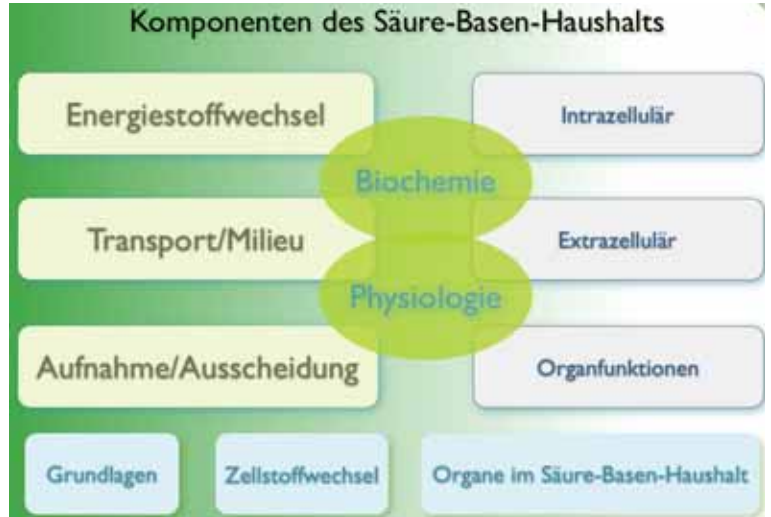 Komponenten des Säure-Basen-Haushalts
Energiestoffwechsel
Intrazellulär
Biochemie
Transport/Milieu
Extrazellulär
Physiologie
Aufnahme/Ausscheidung
Organfunktionen
Grundlagen
Zellstoffwechsel
Organe im Säure-Basen-Haushalt